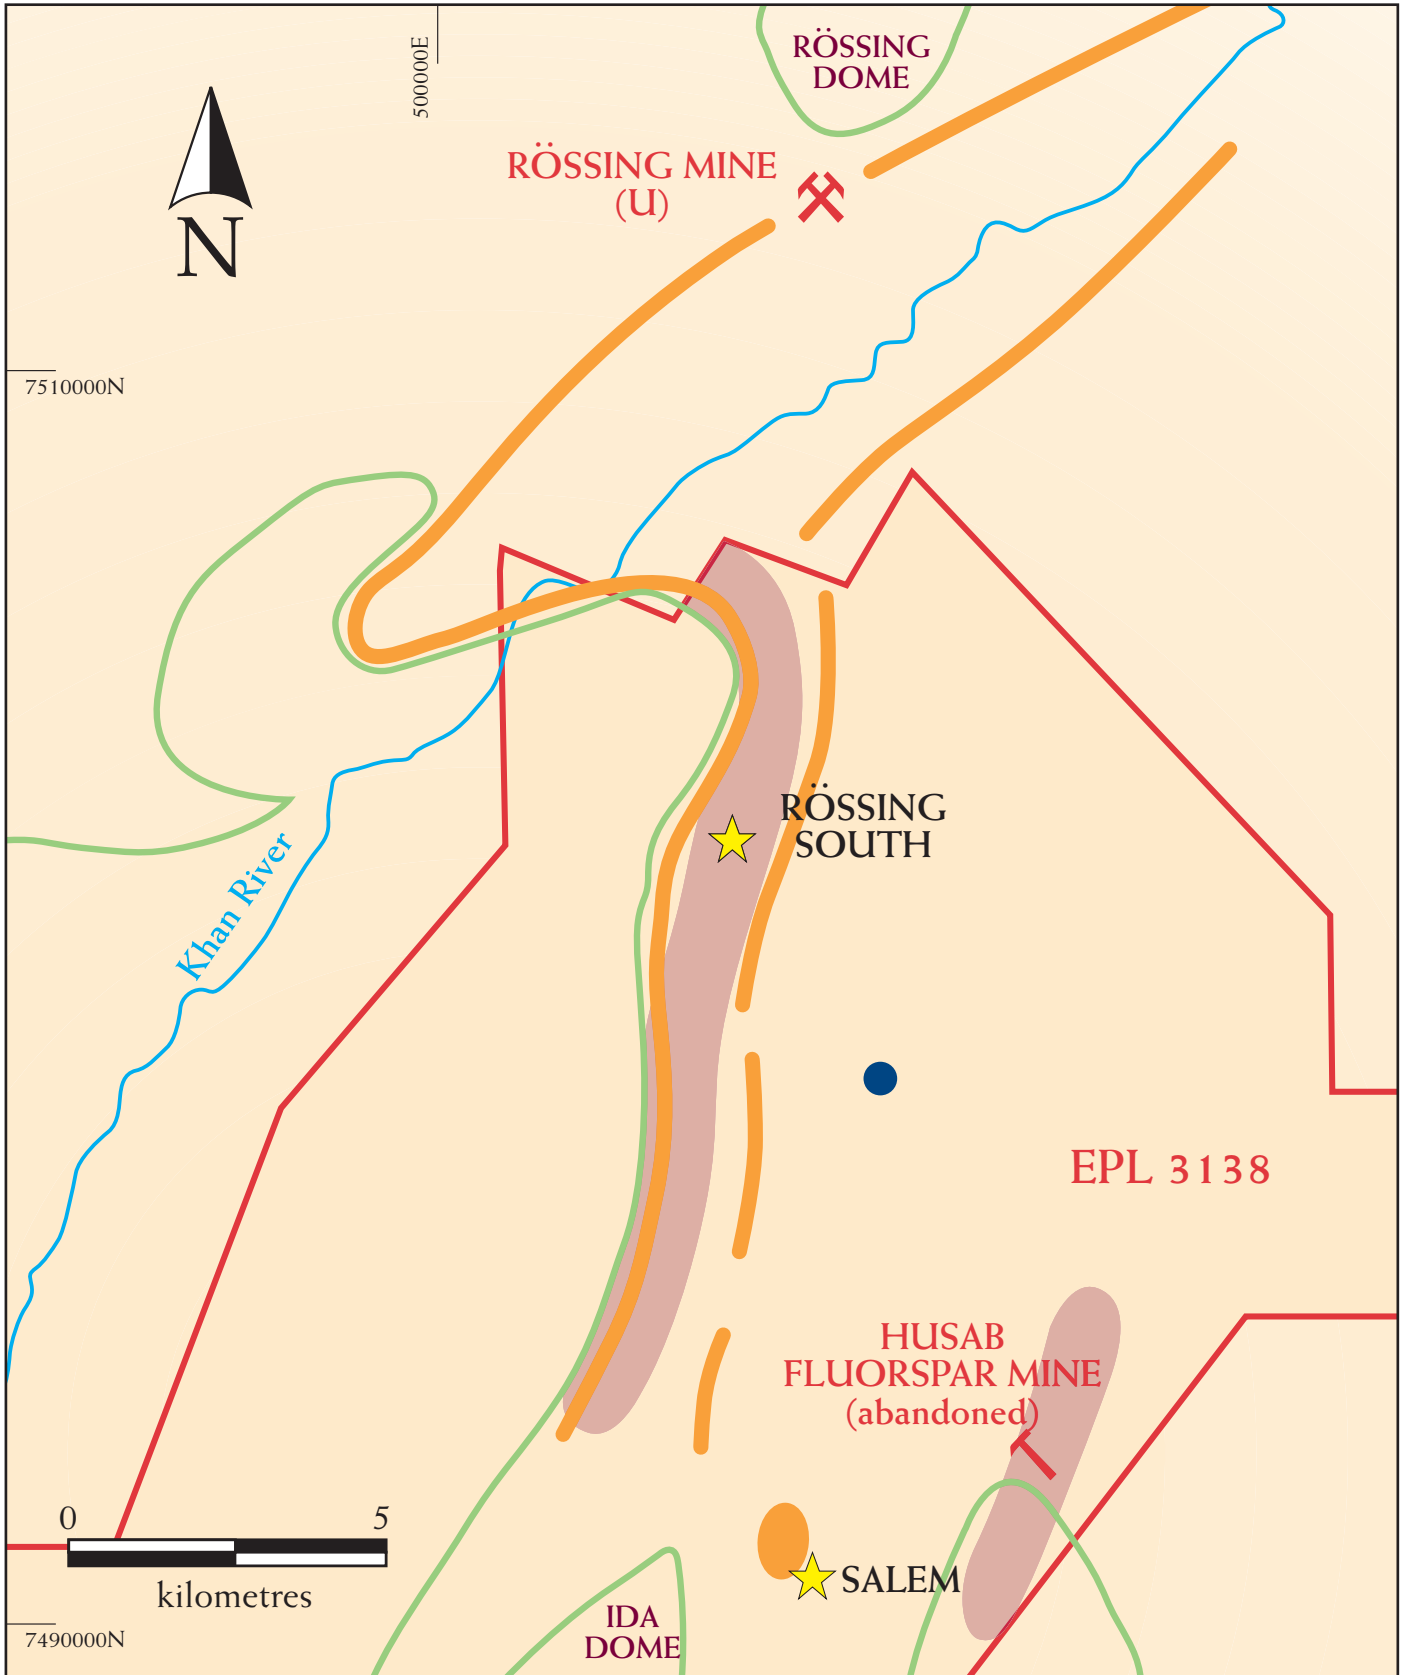 500000E
RÖSSING
DOME
RÖSSING MINE
(U)
N
7510000N
RÖSSING
SOUTH
Khan River
EPL 3138
HUSAB
FLUORSPAR MINE
(abandoned)
0 5
kilometres
SALEM
IDA
DOME
7490000N